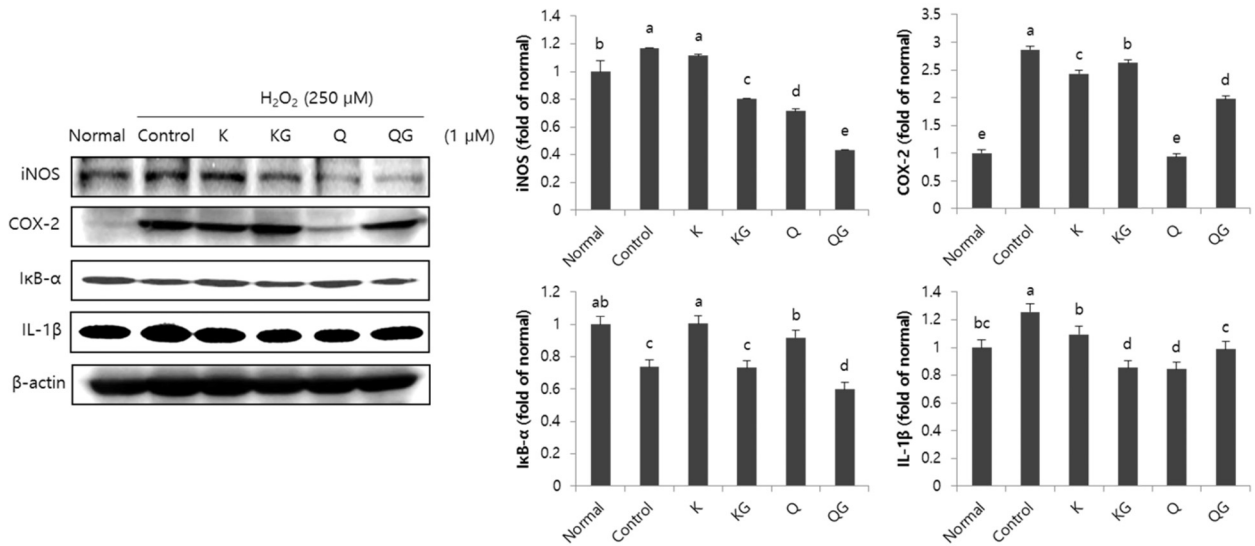 H₂O₂ (250 μM)
Normal Control K KG Q QG (1 μM)
iNOS
COX-2
IκB-α
IL-1β
β-actin
iNOS (fold of normal)
1.4
1.2
1
0.8
0.6
0.4
0.2
0
b a a c d e
Normal Control K KG Q QG
COX-2 (fold of normal)
3.5
3
2.5
2
1.5
1
0.5
0
e a c b e d
Normal Control K KG Q QG
IκB-α (fold of normal)
1.2
1
0.8
0.6
0.4
0.2
0
ab c a c b d
Normal Control K KG Q QG
IL-1β (fold of normal)
1.4
1.2
1
0.8
0.6
0.4
0.2
0
bc a b d d c
Normal Control K KG Q QG